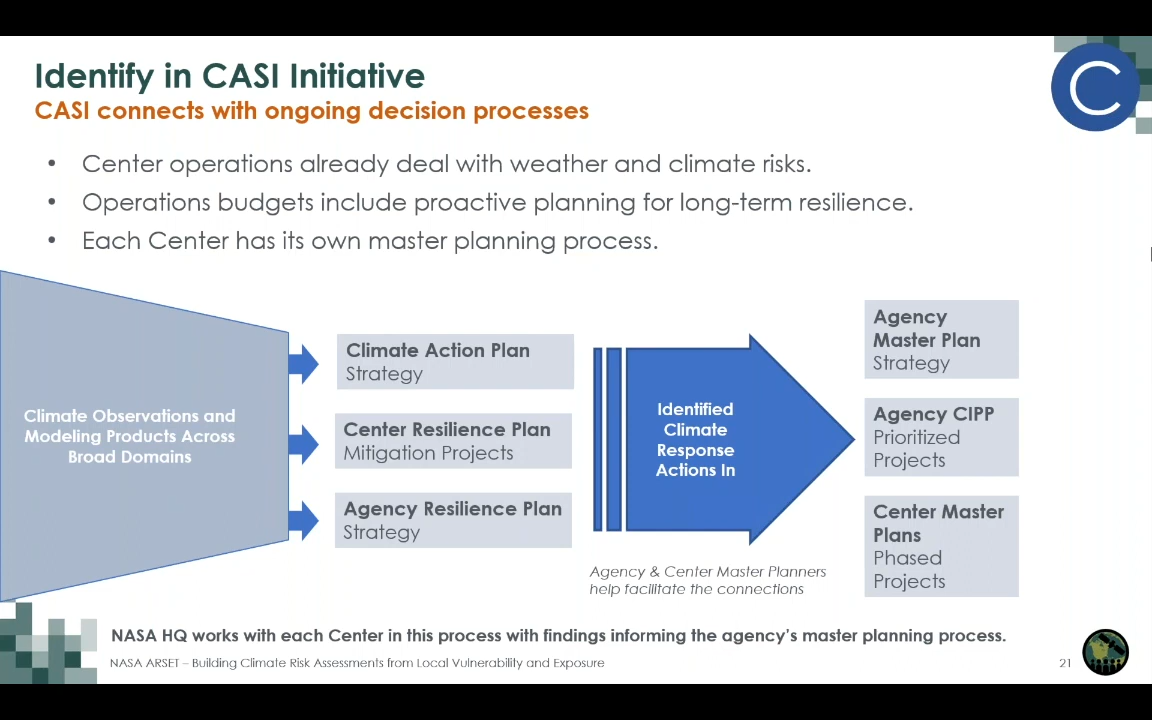 Identify in CASI Initiative
CASI connects with ongoing decision processes
C
• Center operations already deal with weather and climate risks.
• Operations budgets include proactive planning for long-term resilience.
• Each Center has its own master planning process.
Climate Observations and
Modeling Products Across
Broad Domains
Climate Action Plan
Strategy
Center Resilience Plan
Mitigation Projects
Agency Resilience Plan
Strategy
Identified
Climate
Response
Actions In
Agency & Center Master Planners
help facilitate the connections
Agency
Master Plan
Strategy
Agency CIPP
Prioritized
Projects
Center Master
Plans
Phased
Projects
NASA HQ works with each Center in this process with findings informing the agency’s master planning process.
NASA ARSET – Building Climate Risk Assessments from Local Vulnerability and Exposure
21